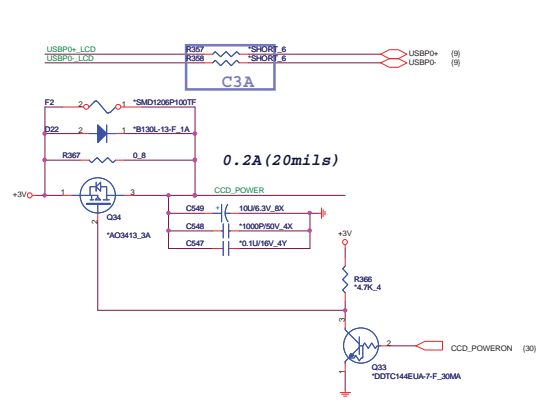 USBP0+_LCD R357 *SHORT_6 USBP0+ (9)
USBP0-_LCD R358 *SHORT_6 USBP0- (9)
C3A
F2 2 1 *SMD1206P100TF
D22 2 1 *B130L-13-F_1A
R367 0_8
0.2A(20mils)
+3V 1 3 CCD_POWER
C549 + 10U/6.3V_8X
Q34 2
C548 *1000P/50V_4X
*AO3413_3A
C547 *0.1U/16V_4Y
+3V
R366
*4.7K_4
3
2 CCD_POWERON (30)
1 Q33
*DDTC144EUA-7-F_30MA